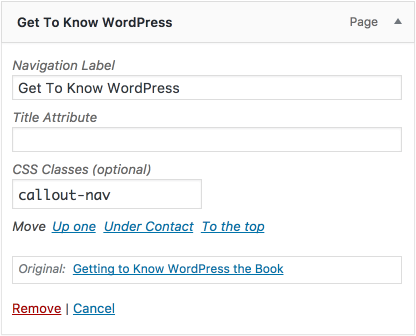 Get To Know WordPress Page
Navigation Label
Get To Know WordPress
Title Attribute
CSS Classes (optional)
callout-nav
Move Up one Under Contact To the top
Original: Getting to Know WordPress the Book
Remove | Cancel